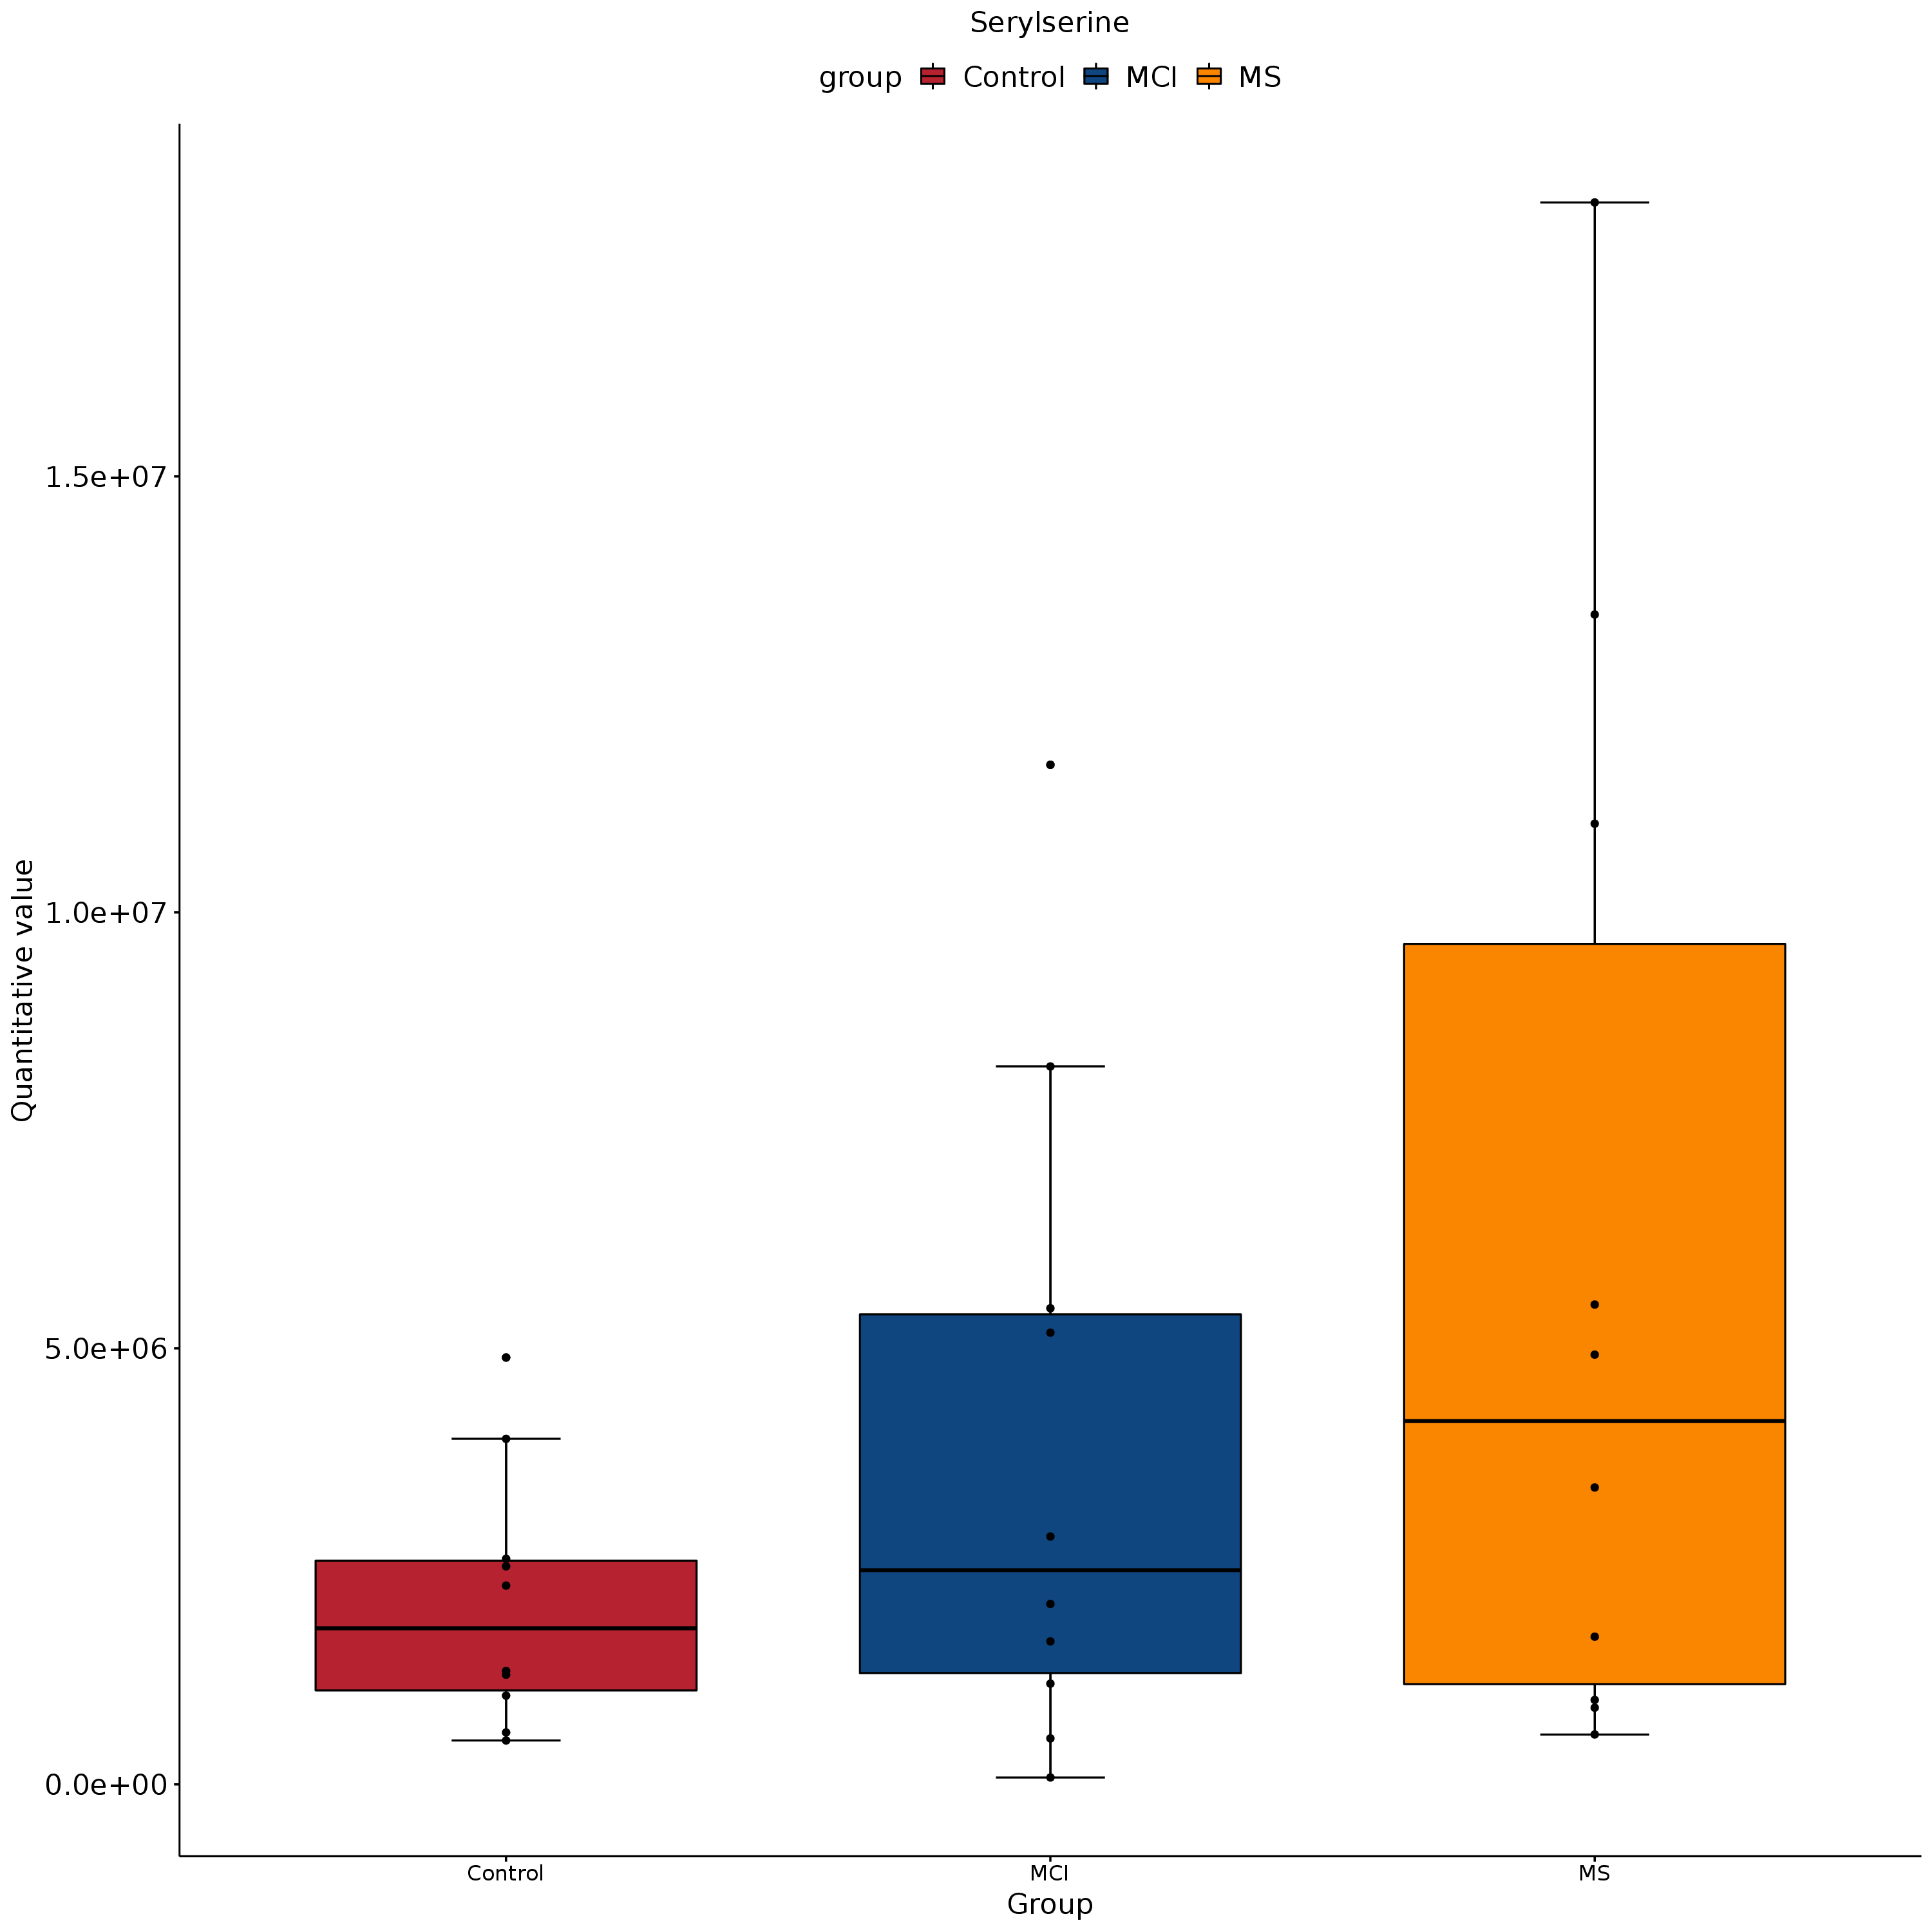 Serylserine
group Control MCI MS
Quantitative value
1.5e+07
1.0e+07
5.0e+06
0.0e+00
Control MCI MS
Group